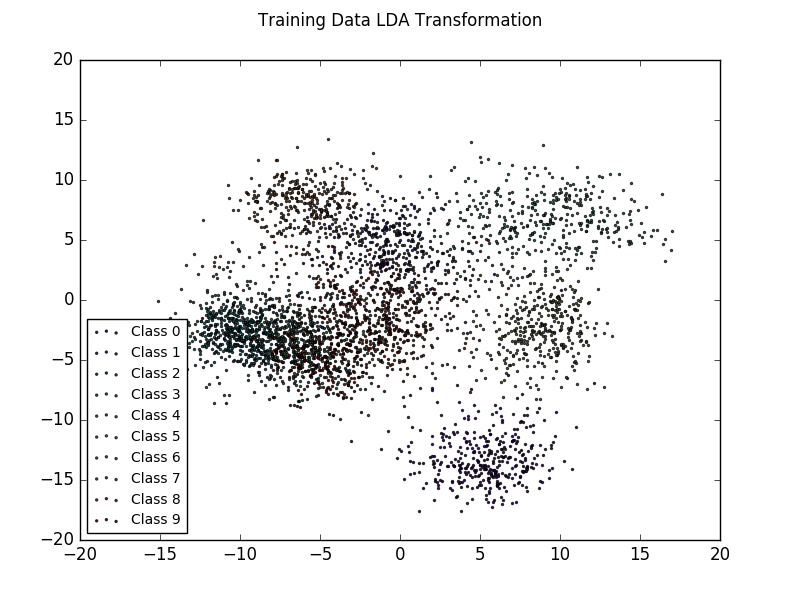 Training Data LDA Transformation
20
15
10
5
0
−5
−10
−15
−20
Class 0
Class 1
Class 2
Class 3
Class 4
Class 5
Class 6
Class 7
Class 8
Class 9
−20 −15 −10 −5 0 5 10 15 20